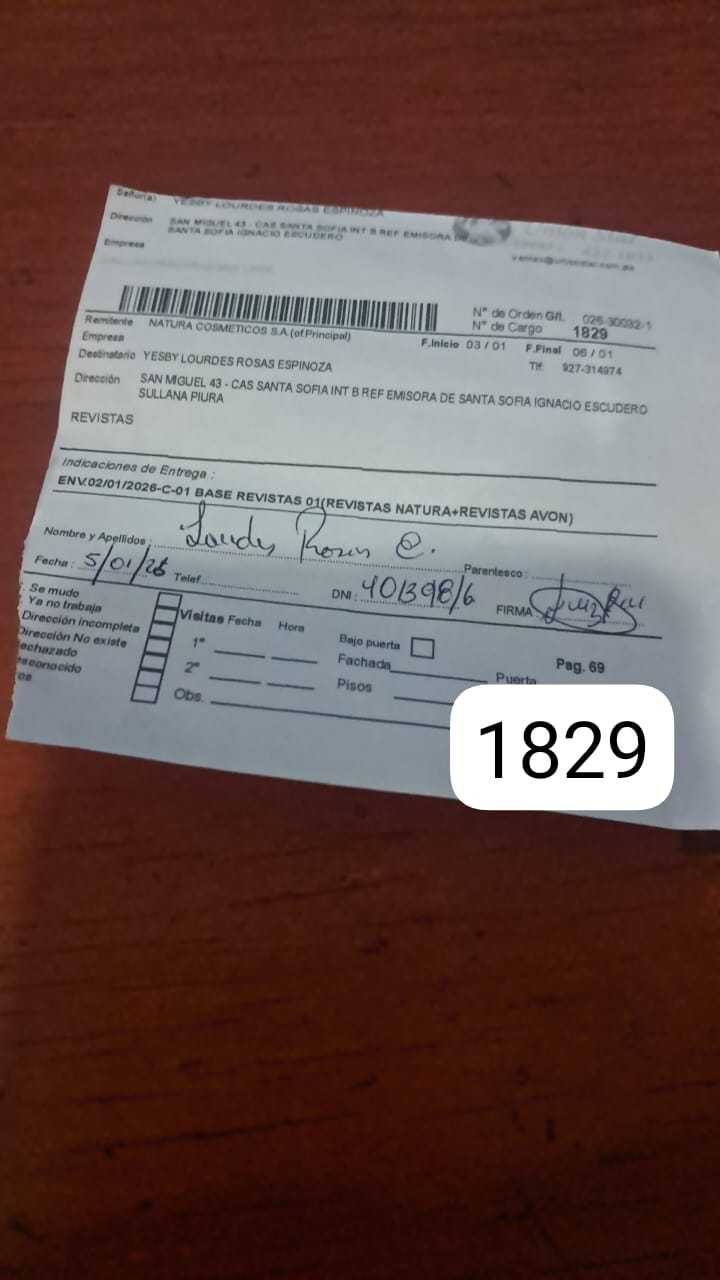 Señor(a) YESBY LOURDES ROSAS ESPINOZA
Dirección SAN MIGUEL 43 - CAS SANTA SOFIA INT B REF EMISORA DE
SANTA SOFIA IGNACIO ESCUDERO
Empresa
N° de Orden G/I. 026-30032-1
N° de Cargo 1829
Remitente NATURA COSMETICOS S.A (of.Principal)
Empresa
F.Inicio 03 / 01 F.Final 06 / 01
Destinatario YESBY LOURDES ROSAS ESPINOZA
Tlf. 927-314974
Dirección SAN MIGUEL 43 - CAS SANTA SOFIA INT B REF EMISORA DE SANTA SOFIA IGNACIO ESCUDERO
SULLANA PIURA
REVISTAS
Indicaciones de Entrega :
ENV.02/01/2026-C-01 BASE REVISTAS 01(REVISTAS NATURA+REVISTAS AVON)
Nombre y Apellidos : Rosas E. Parentesco :
Fecha : 5/01/26 Telef. DNI : 40139816 FIRMA
Se mudo
Ya no trabaja
Dirección incompleta
Dirección No existe
echazado
esconocido
os
Visitas Fecha Hora
1°
2°
Obs.
Bajo puerta
Fachada Puerta
Pisos
Pag. 69
1829